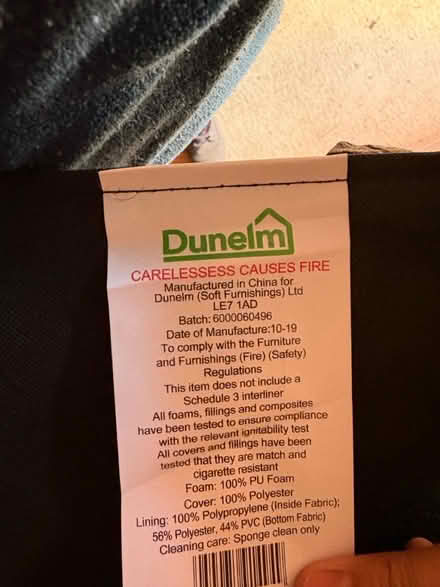 Dunelm
CARELESSESS CAUSES FIRE
Manufactured in China for
Dunelm (Soft Furnishings) Ltd
LE7 1AD
Batch: 6000060496
Date of Manufacture:10-19
To comply with the Furniture
and Furnishings (Fire) (Safety)
Regulations
This item does not include a
Schedule 3 interliner
All foams, fillings and composites
have been tested to ensure compliance
with the relevant ignitability test
All covers and fillings have been
tested that they are match and
cigarette resistant
Foam: 100% PU Foam
Cover: 100% Polyester
Lining: 100% Polypropylene (Inside Fabric);
56% Polyester, 44% PVC (Bottom Fabric)
Cleaning care: Sponge clean only